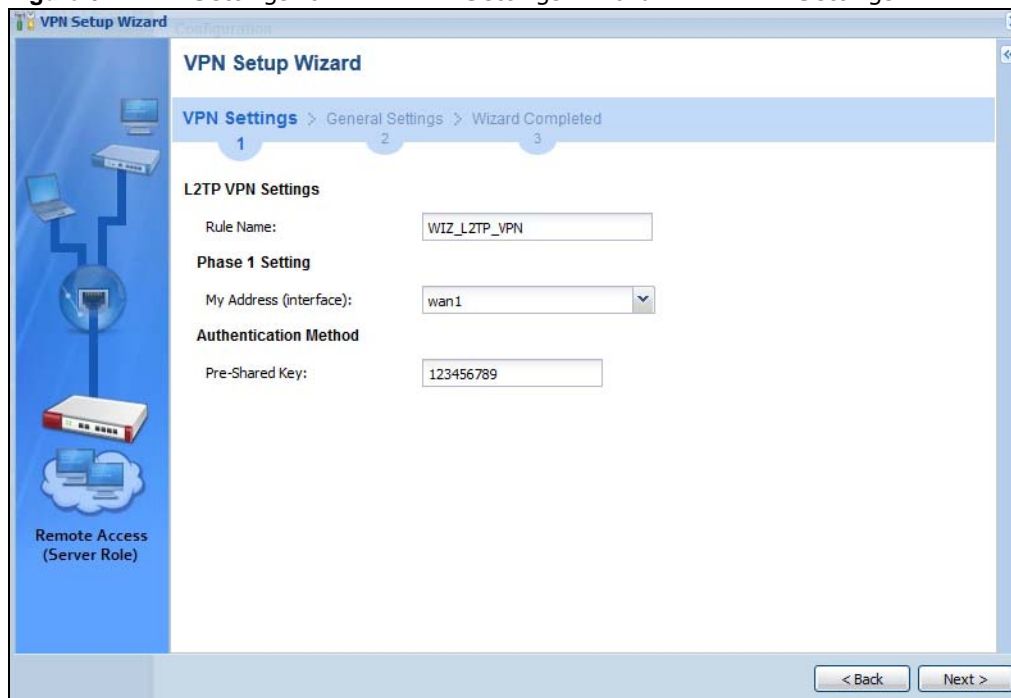 VPN Setup Wizard
Configuration
VPN Setup Wizard
VPN Settings > General Settings > Wizard Completed
1 2 3
L2TP VPN Settings
Rule Name: WIZ_L2TP_VPN
Phase 1 Setting
My Address (interface): wan1
Authentication Method
Pre-Shared Key: 123456789
Remote Access
(Server Role)
< Back Next >